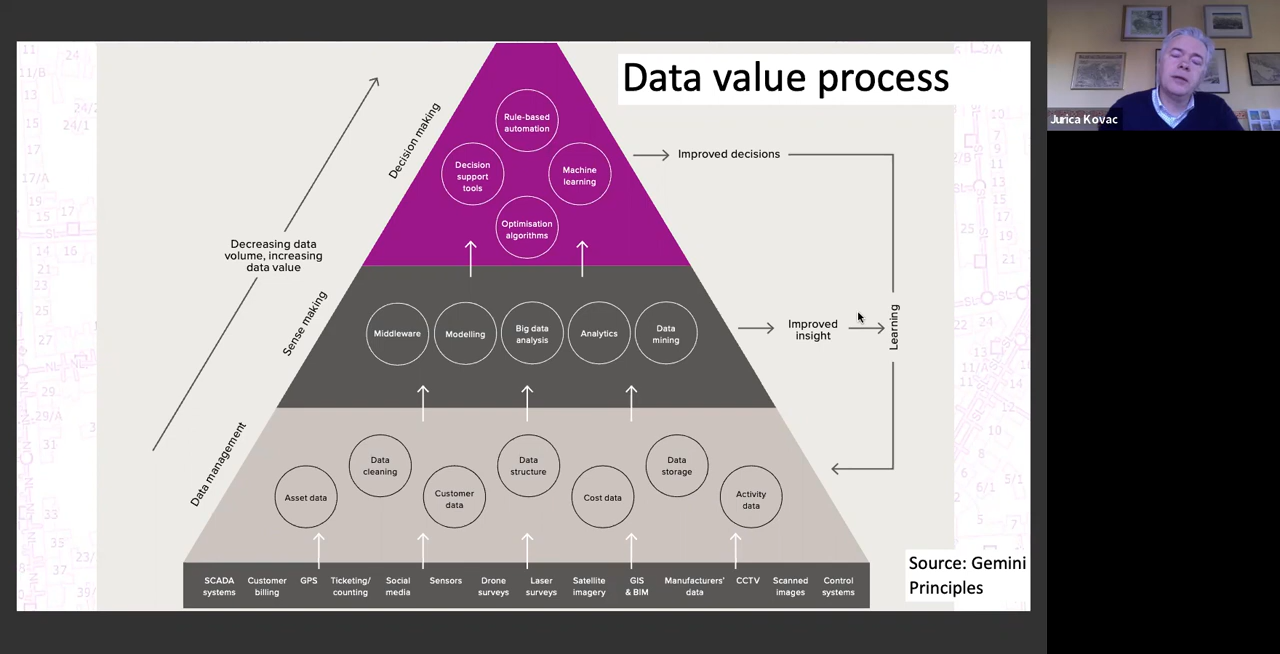 Data value process
Jurica Kovac
Decision making
Rule-based
automation
Decision
support
tools
Machine
learning
Optimisation
algorithms
Improved decisions
Decreasing data
volume, increasing
data value
Sense making
Middleware
Modelling
Big data
analysis
Analytics
Data
mining
Improved
insight
Learning
Data management
Asset data
Data
cleaning
Customer
data
Data
structure
Cost data
Data
storage
Activity
data
SCADA
systems
Customer
billing
GPS
Ticketing/
counting
Social
media
Sensors
Drone
surveys
Laser
surveys
Satellite
imagery
GIS
& BIM
Manufacturers'
data
CCTV
Scanned
images
Control
systems
Source: Gemini
Principles